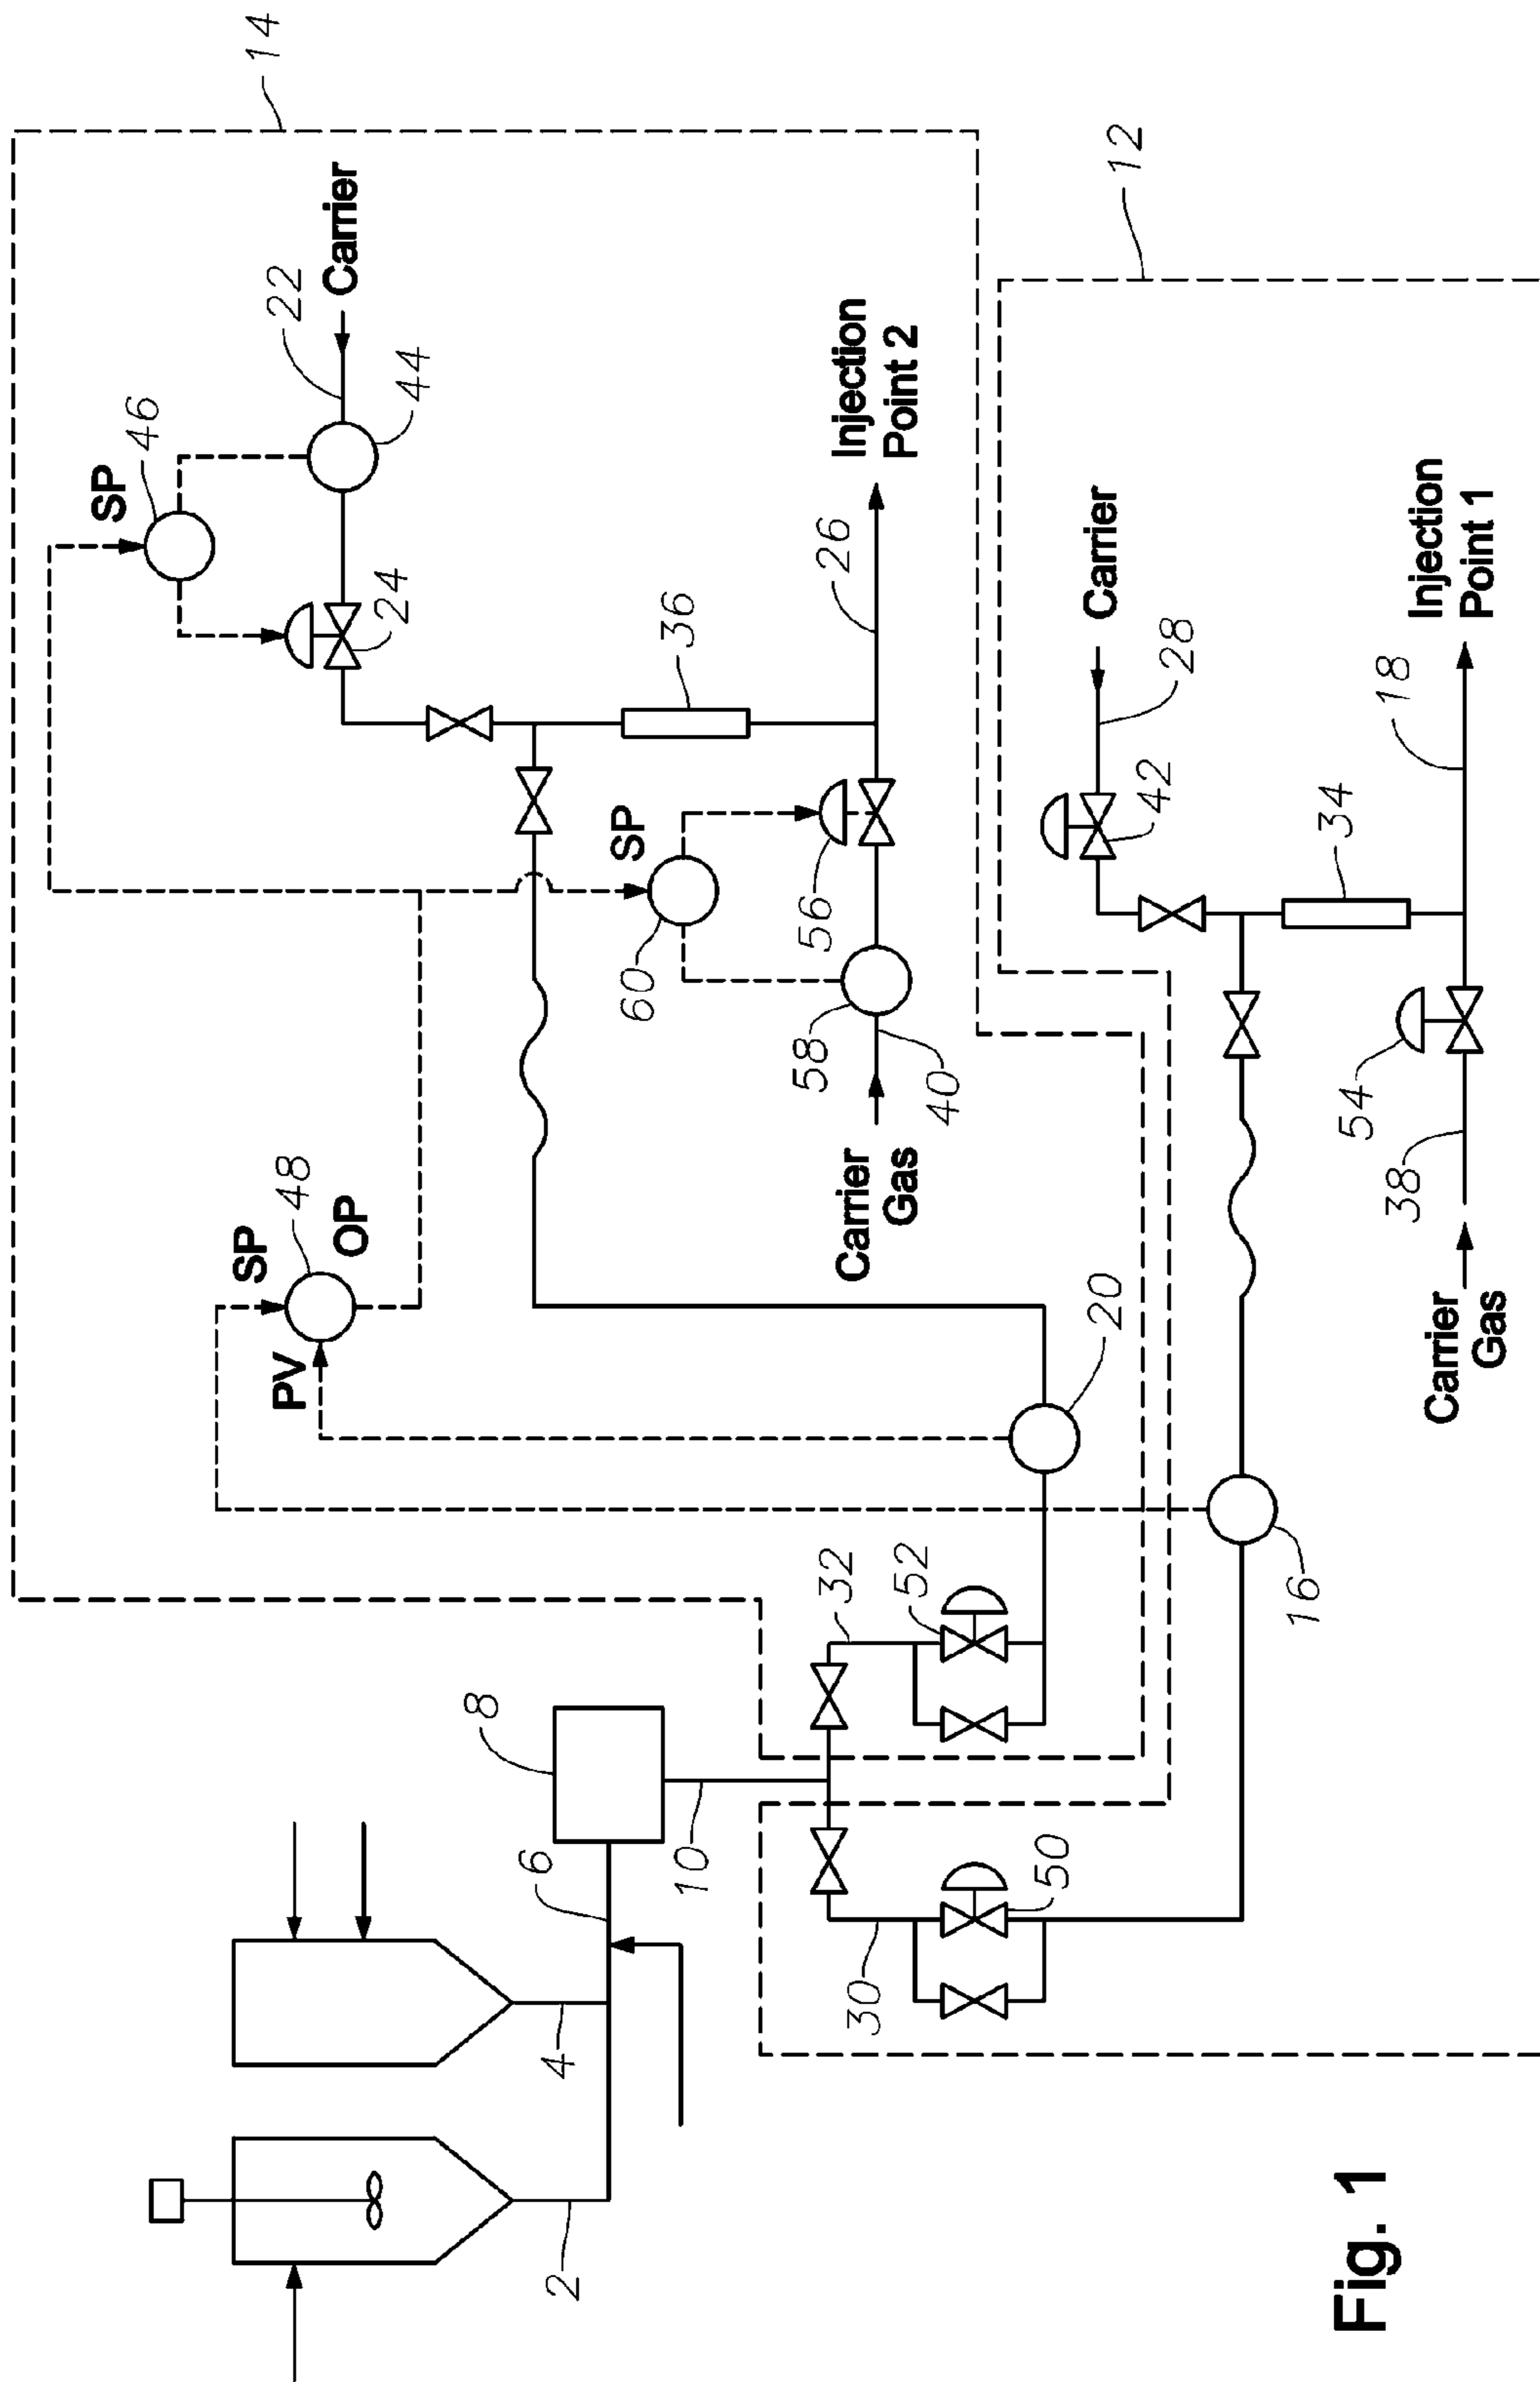 14
SP
46
22
Carrier
44
24
SP
48
PV
OP
36
26
Injection
Point 2
SP
60
56
58
40
Carrier
Gas
12
Carrier
28
42
34
18
Injection
Point 1
54
38
Carrier
Gas
20
16
8
32
52
6
10
4
2
30
50
Fig. 1